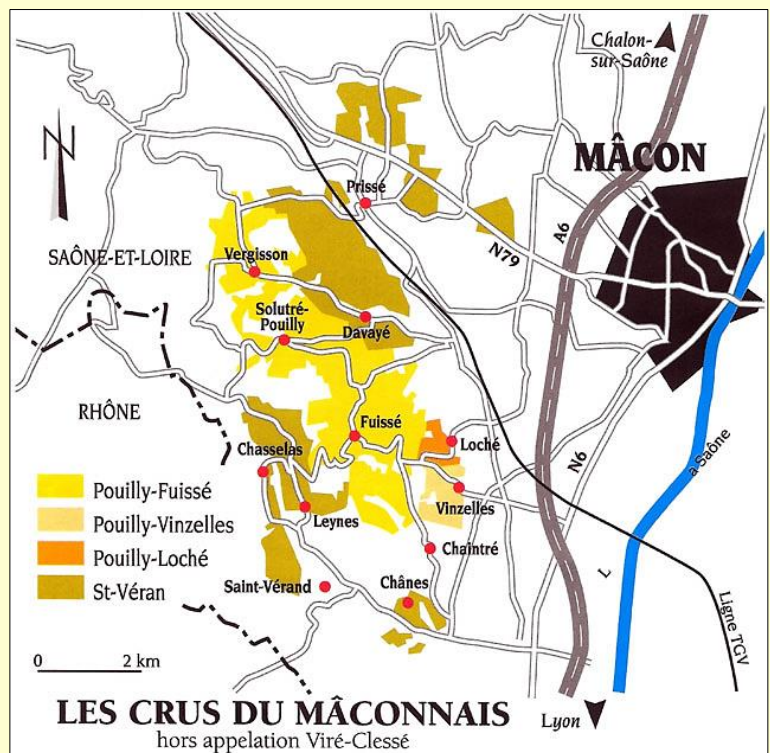 Chalon-
sur-Saône
N
MÂCON
Prissé
A6
N79
SAÔNE-ET-LOIRE
Vergisson
Solutré-
Pouilly
Davayé
RHÔNE
Fuissé
Loché
Chasselas
N6
a Saône
Pouilly-Fuissé
Pouilly-Vinzelles
Pouilly-Loché
St-Véran
Vinzelles
Leynes
Chaintré
Saint-Vérand
Chânes
L
Ligne TGV
0 2 km
LES CRUS DU MÂCONNAIS
hors appelation Viré-Clessé
Lyon